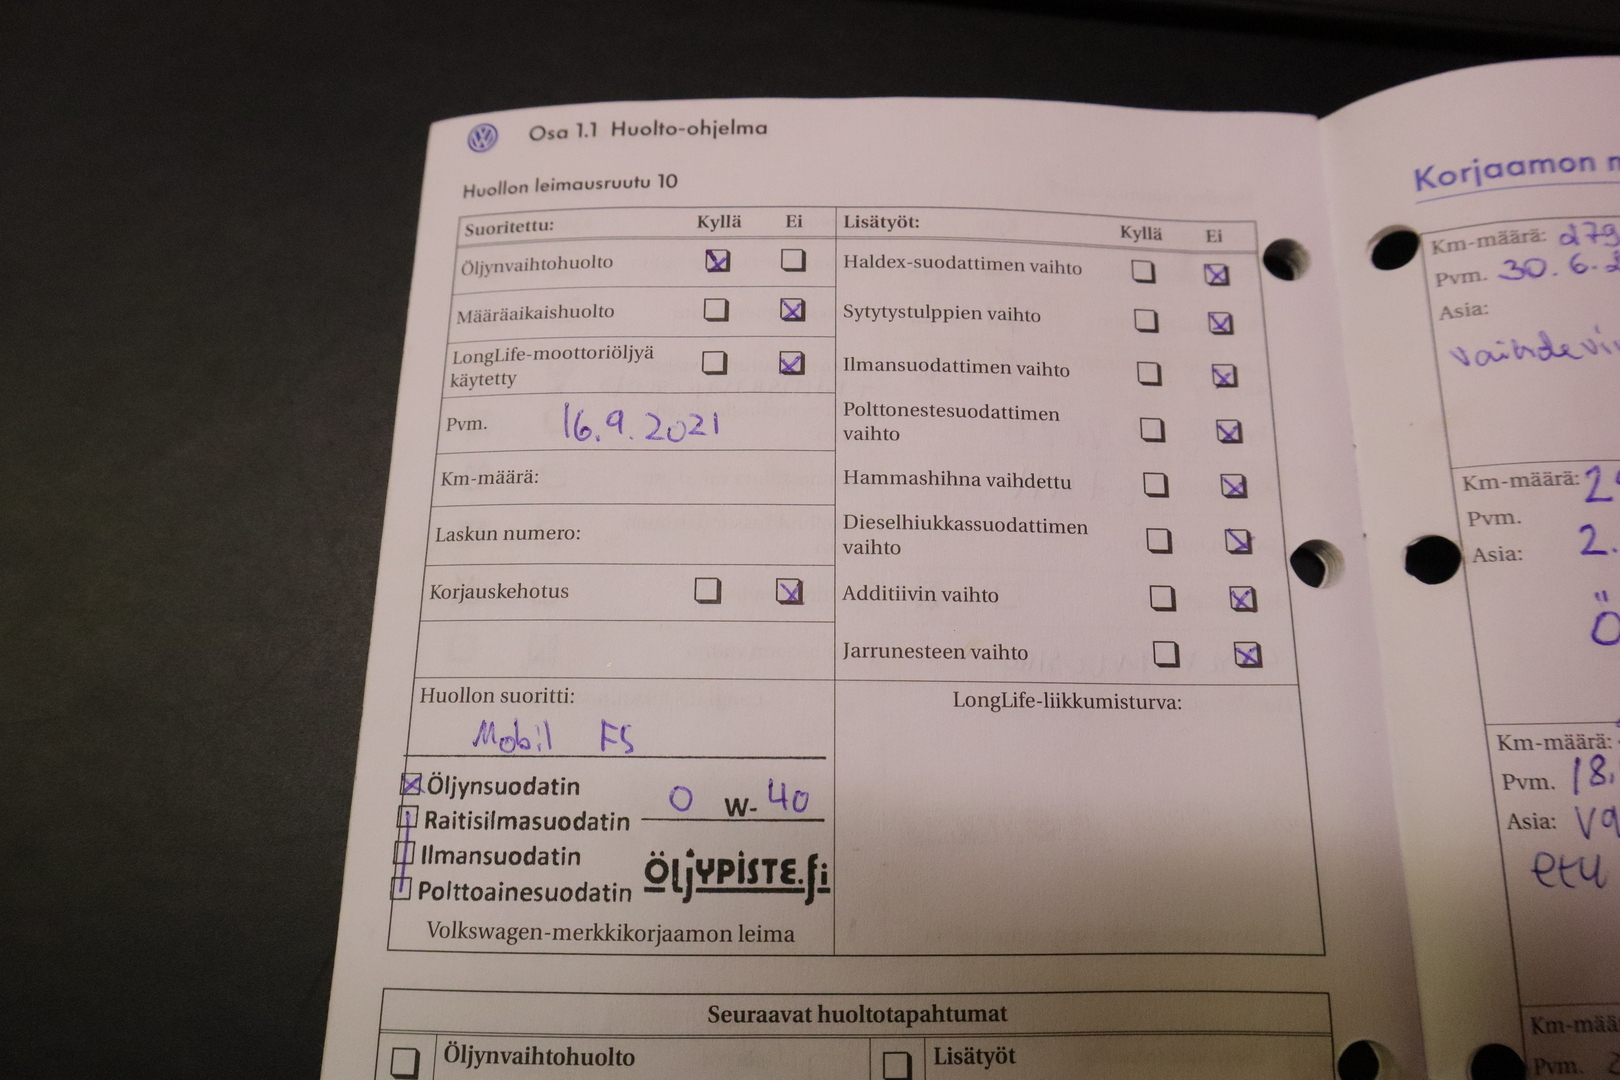 Osa 1.1 Huolto-ohjelma
Huollon leimausruutu 10
Suoritettu: Kyllä Ei
Öljynvaihtohuolto
Määräaikaishuolto
LongLife-moottoriöljyä
käytetty
Pvm. 16.9.2021
Km-määrä:
Laskun numero:
Korjauskehotus
Huollon suoritti:
Mobil FS
Öljynsuodatin
0 W-40
Raitisilmasuodatin
Ilmansuodatin
Polttoainesuodatin
Öljypiste.fi
Volkswagen-merkkikorjaamon leima
Lisätyöt: Kyllä Ei
Haldex-suodattimen vaihto
Sytytystulppien vaihto
Ilmansuodattimen vaihto
Polttonestesuodattimen
vaihto
Hammashihna vaihdettu
Dieselhiukkassuodattimen
vaihto
Additiivin vaihto
Jarrunesteen vaihto
LongLife-liikkumisturva:
Seuraavat huoltotapahtumat
Öljynvaihtohuolto
Lisätyöt
Korjaamon
Km-määrä: 279
Pvm. 30.6.
Asia:
Km-määrä: 2
Pvm.
Asia: 2.
Ö
Km-määrä:
Pvm. 18.
Asia:
etu
Km-mää
Pvm.